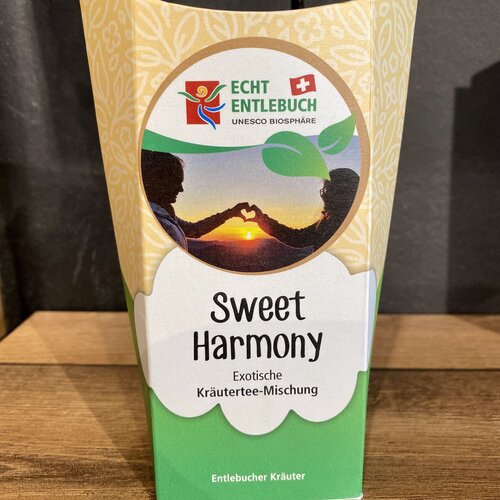 ECHT
ENTLEBUCH
UNESCO BIOSPHÄRE
Sweet
Harmony
Exotische
Kräutertee-Mischung
Entlebucher Kräuter